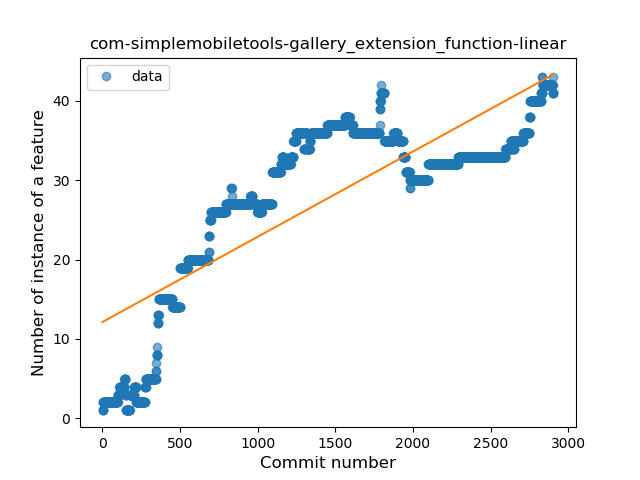 com-simplemobiletools-gallery_extension_function-linear
data
Number of instance of a feature
40
30
20
10
0
0 500 1000 1500 2000 2500 3000
Commit number